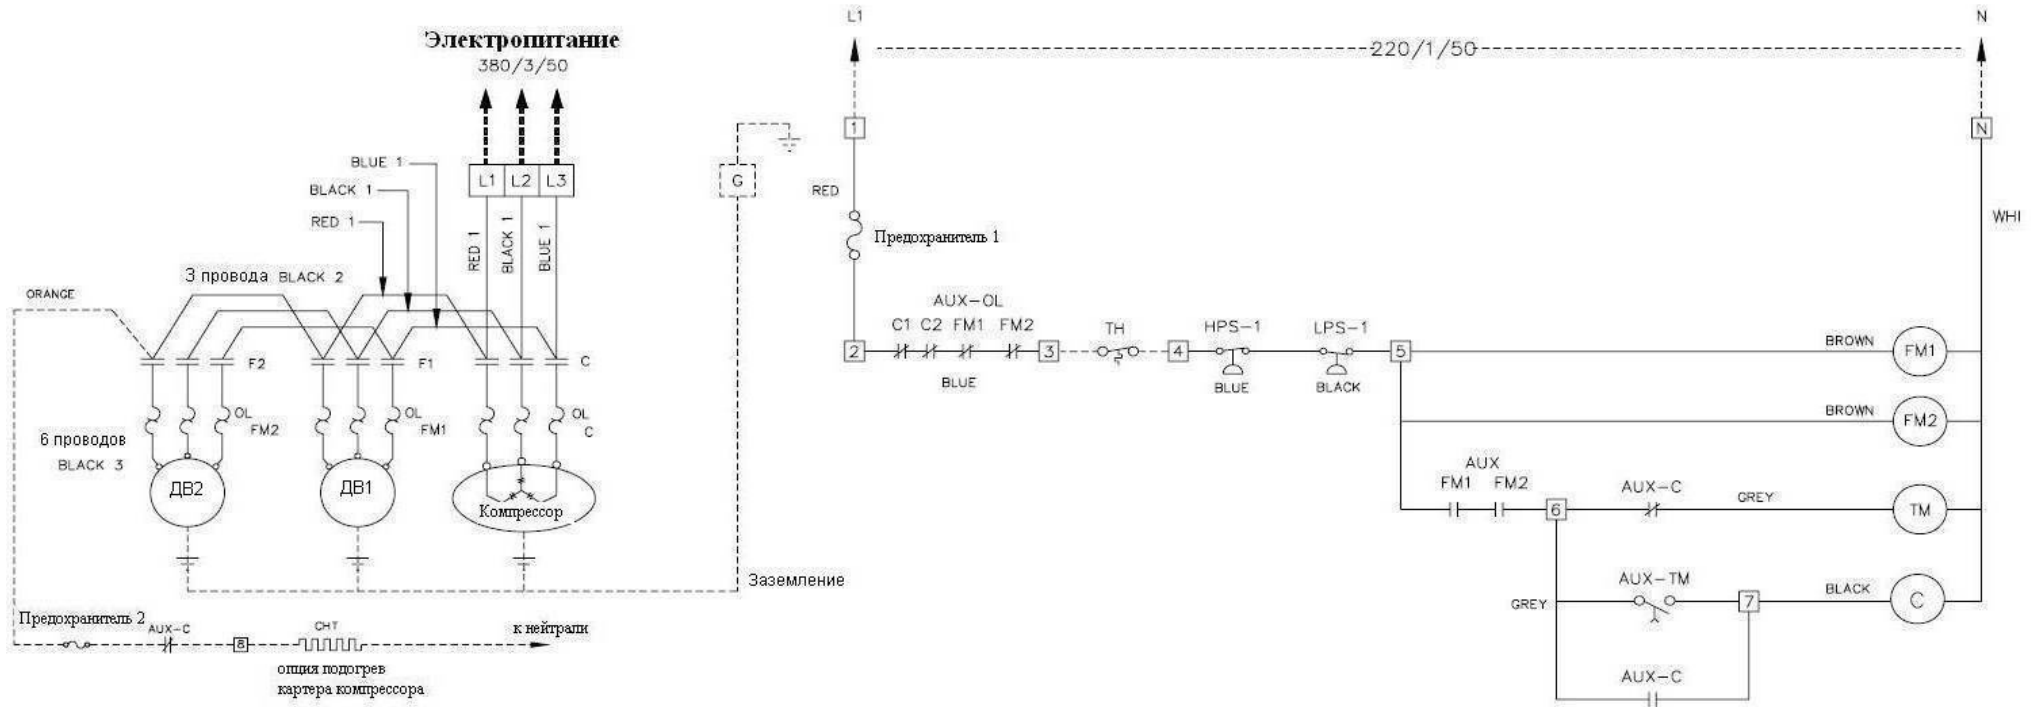 Электропитание
380/3/50
BLUE 1
BLACK 1
RED 1
L1 L2 L3
RED 1
BLACK 1
BLUE 1
3 провода BLACK 2
ORANGE
F2
F1
C
OL
FM2
OL
FM1
OL
C
6 проводов
BLACK 3
ДВ2
ДВ1
Компрессор
G
Заземление
Предохранитель 2
AUX-C
8
CHT
к нейтрали
опция подогрев
картера компрессора
L1
220/1/50
N
1
N
RED
WHI
Предохранитель 1
AUX-OL
C1 C2 FM1 FM2
TH
HPS-1
LPS-1
2
3
4
5
BLUE
BLUE
BLACK
BROWN
FM1
BROWN
FM2
AUX
FM1 FM2
6
AUX-C
GREY
TM
AUX-TM
GREY
7
BLACK
C
AUX-C